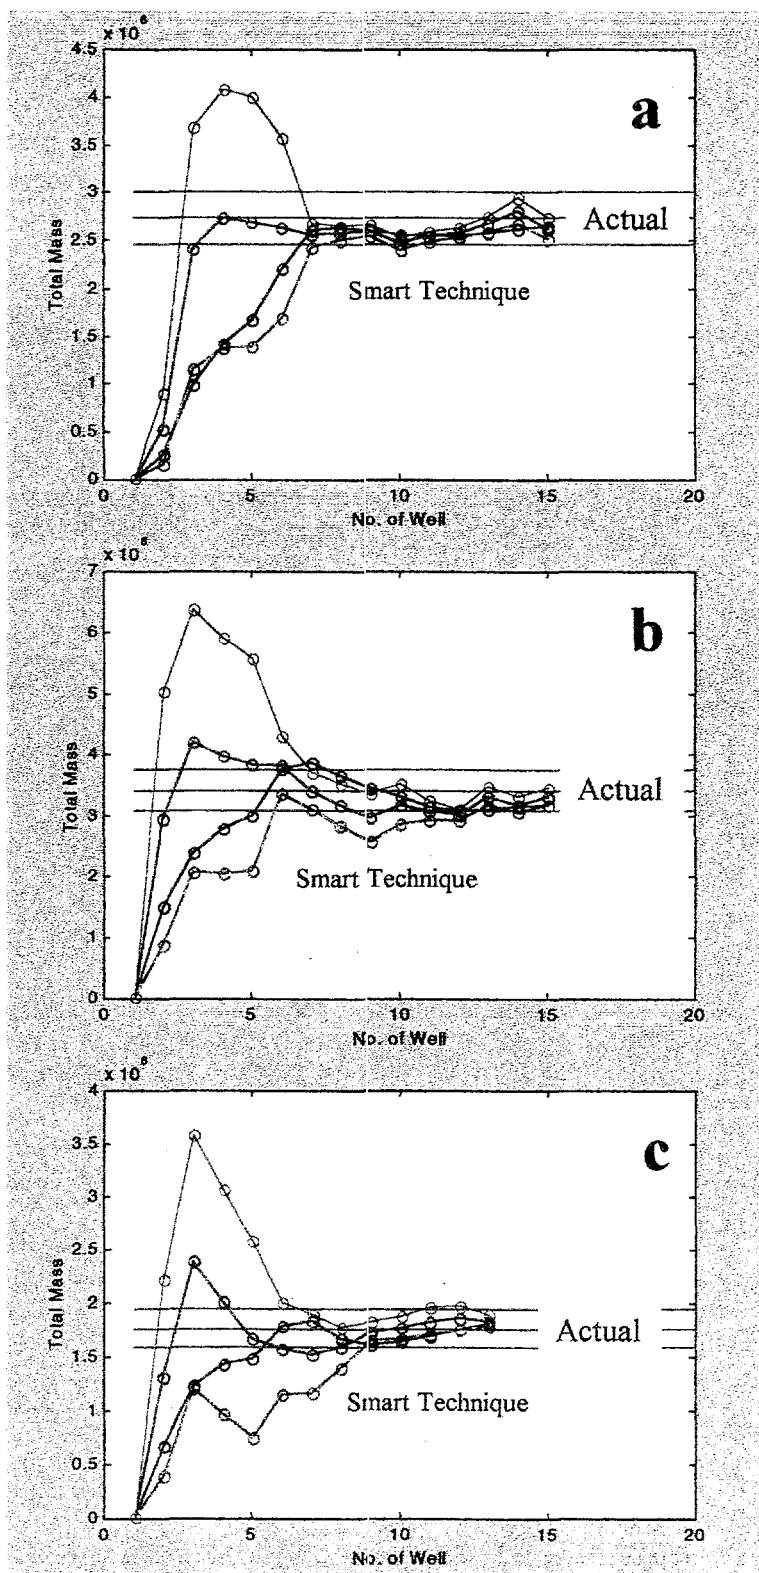 x 10⁶
4.5
4
3.5
3
2.5
2
1.5
1
0.5
0
Total Mass
a
Actual
Smart Technique
0 5 10 15 20
No. of Well
x 10⁶
7
6
5
4
3
2
1
0
Total Mass
b
Actual
Smart Technique
0 5 10 15 20
No. of Well
x 10⁶
4
3.5
3
2.5
2
1.5
1
0.5
0
Total Mass
c
Actual
Smart Technique
0 5 10 15 20
No. of Well